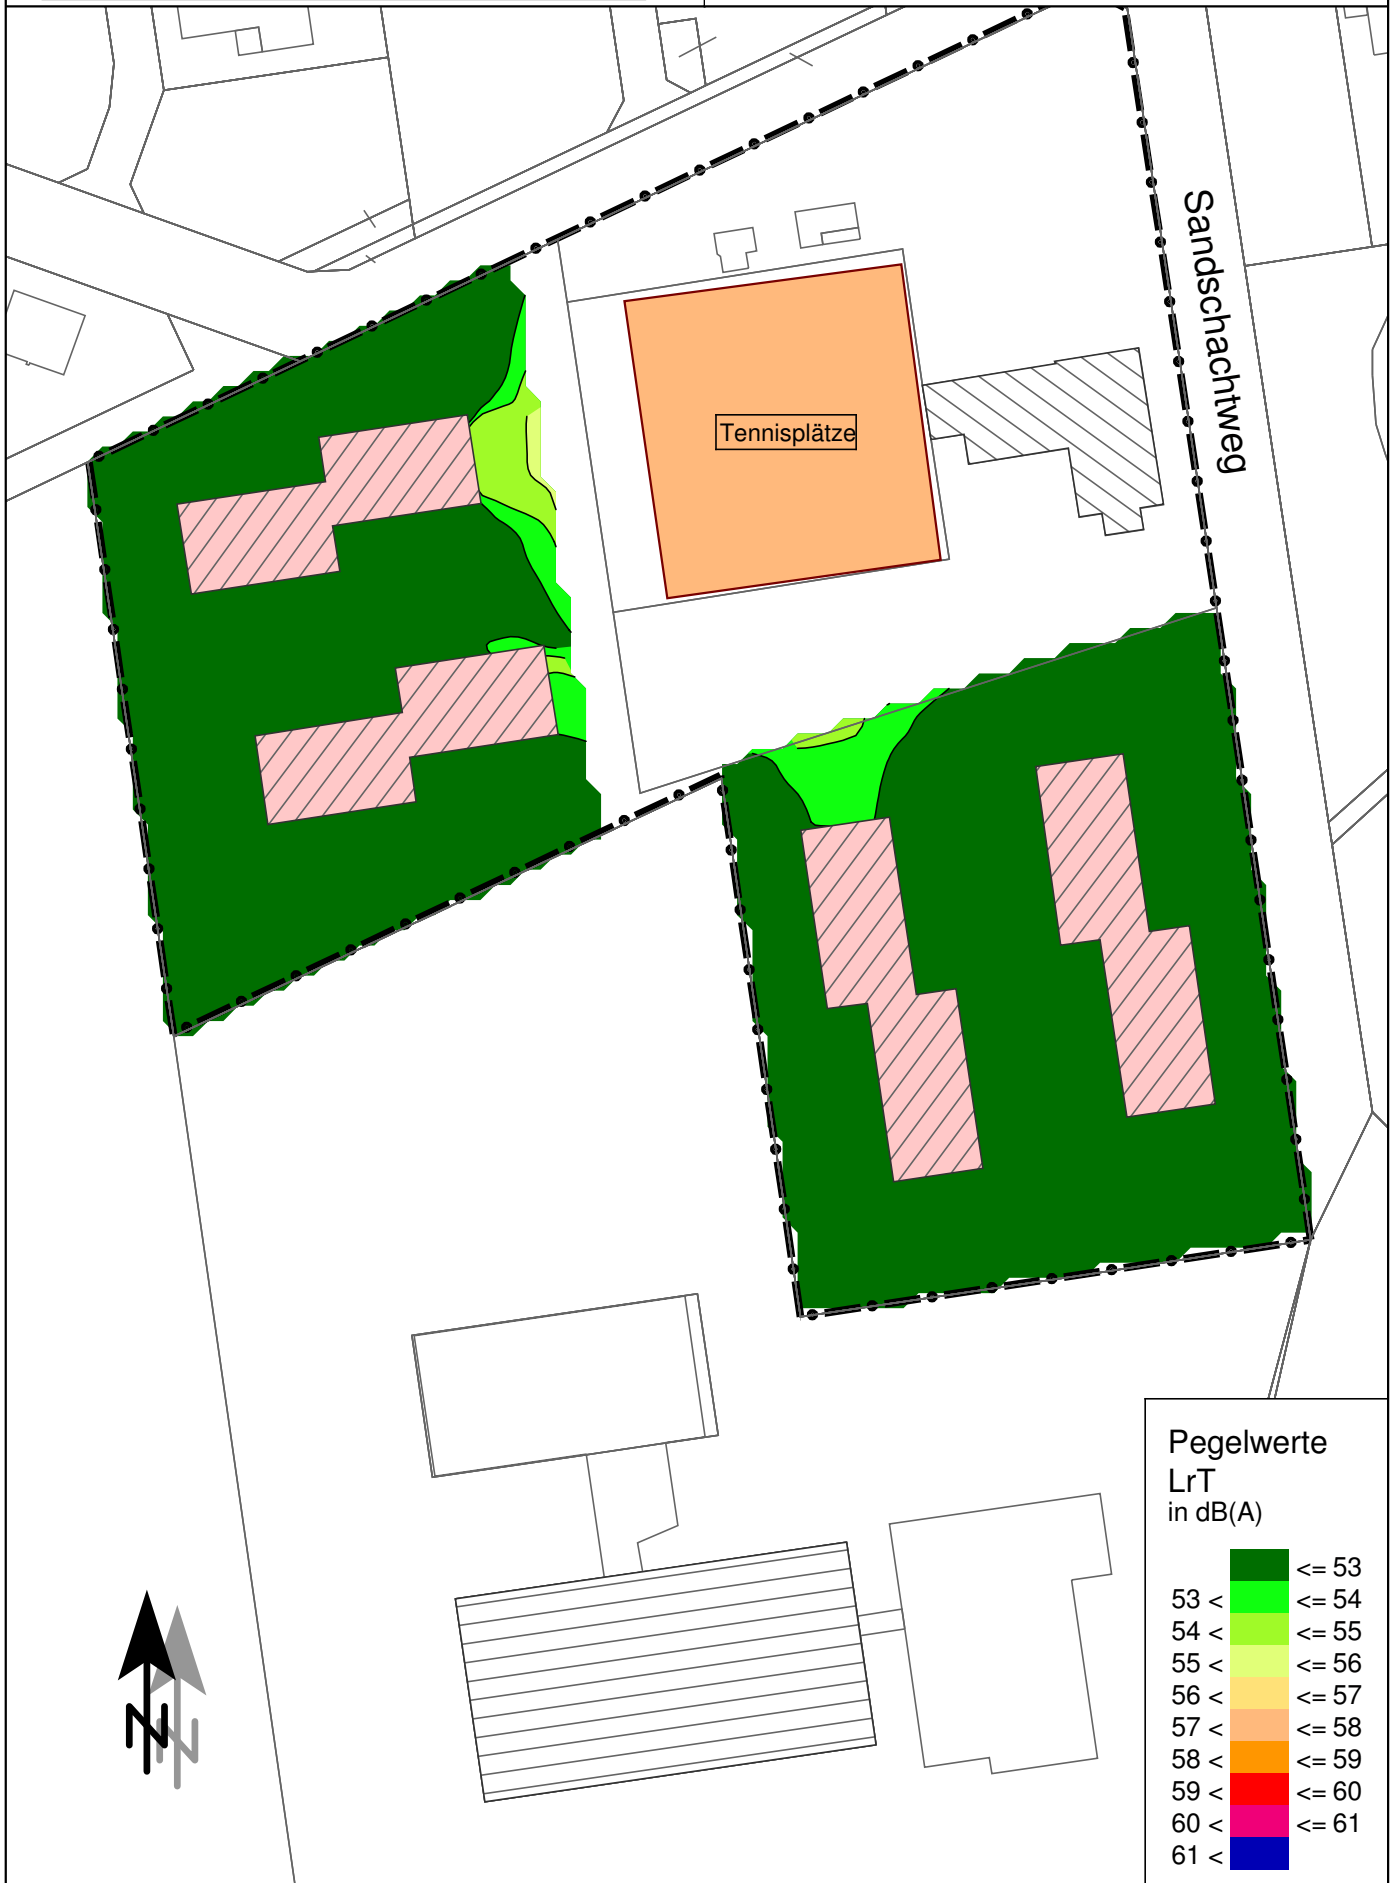 Sandschachtweg
Tennisplätze
Pegelwerte
LrT
in dB(A)
<= 53
53 < <= 54
54 < <= 55
55 < <= 56
56 < <= 57
57 < <= 58
58 < <= 59
59 < <= 60
60 < <= 61
61 <
N
N